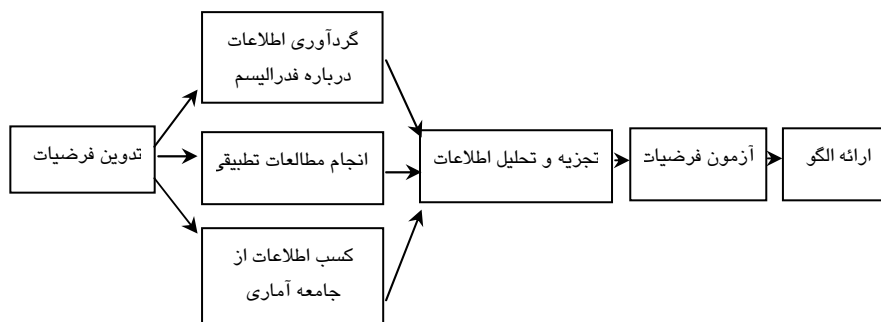 تدوین فرضیات
گردآوری اطلاعات
درباره فدرالیسم
انجام مطالعات تطبیقی
کسب اطلاعات از
جامعه آماری
تجزیه و تحلیل اطلاعات
آزمون فرضیات
ارائه الگو